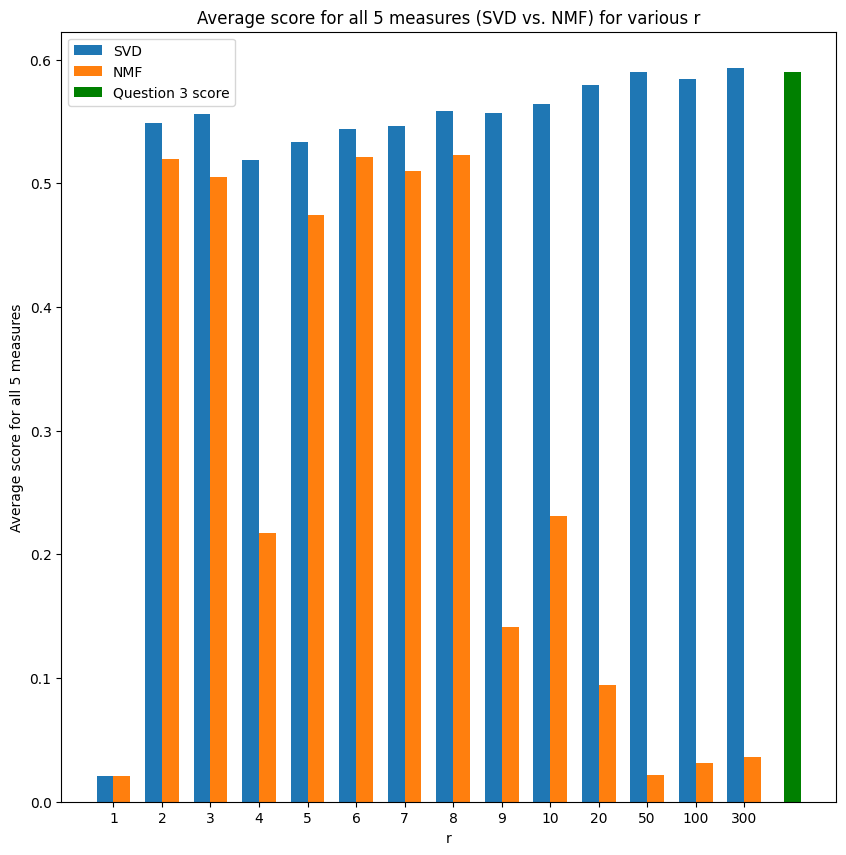 Average score for all 5 measures (SVD vs. NMF) for various r
SVD
NMF
Question 3 score
Average score for all 5 measures
0.6
0.5
0.4
0.3
0.2
0.1
0.0
1 2 3 4 5 6 7 8 9 10 20 50 100 300
r